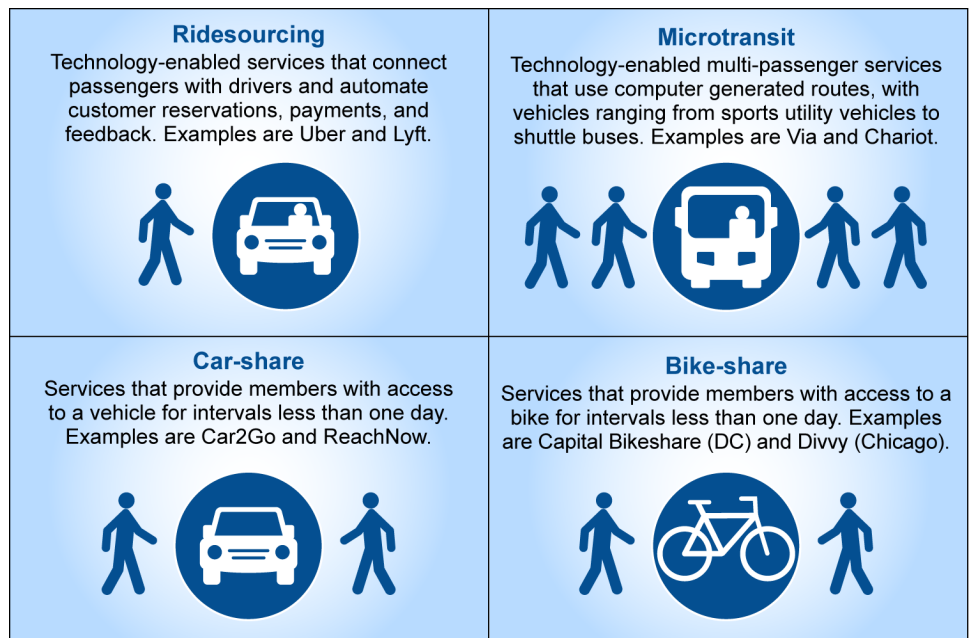 Ridesourcing
Technology-enabled services that connect
passengers with drivers and automate
customer reservations, payments, and
feedback. Examples are Uber and Lyft.
Microtransit
Technology-enabled multi-passenger services
that use computer generated routes, with
vehicles ranging from sports utility vehicles to
shuttle buses. Examples are Via and Chariot.
Car-share
Services that provide members with access
to a vehicle for intervals less than one day.
Examples are Car2Go and ReachNow.
Bike-share
Services that provide members with access to a
bike for intervals less than one day. Examples
are Capital Bikeshare (DC) and Divvy (Chicago).